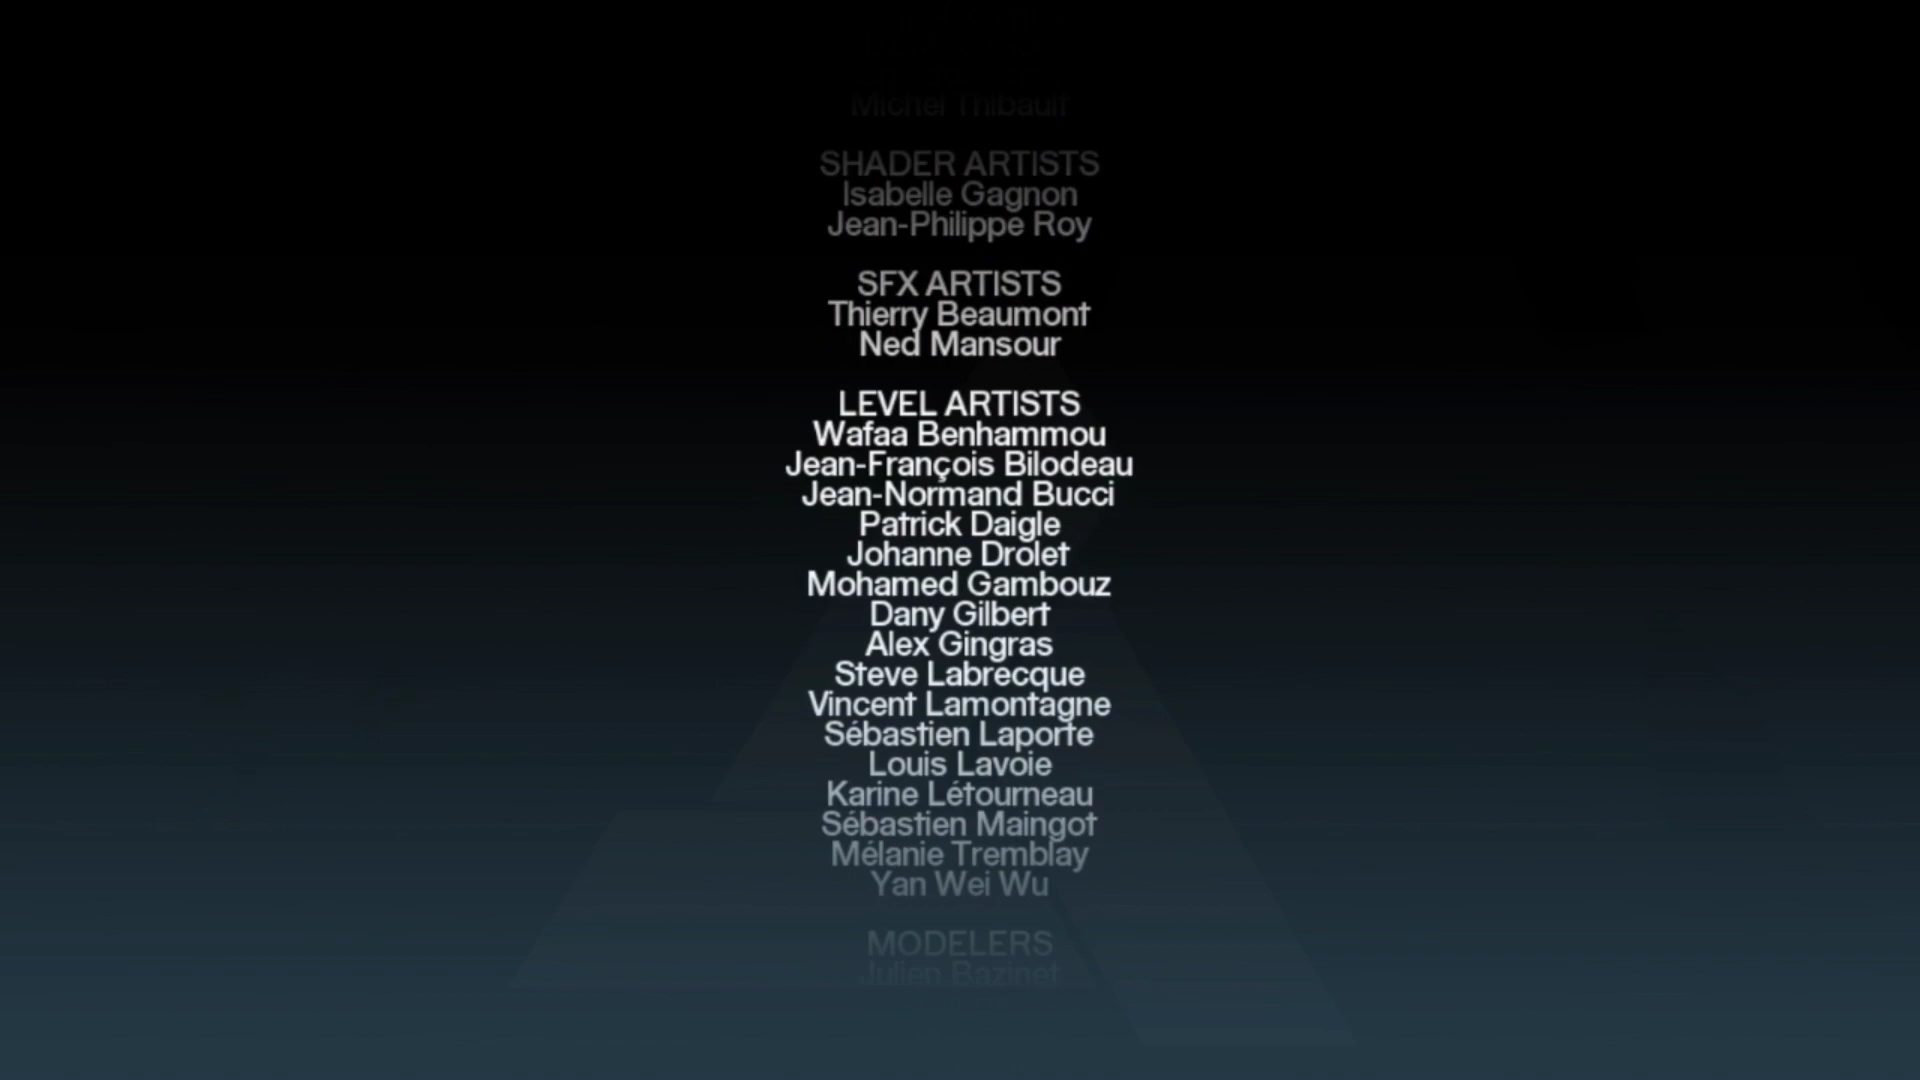 Michel Thibault
SHADER ARTISTS
Isabelle Gagnon
Jean-Philippe Roy
SFX ARTISTS
Thierry Beaumont
Ned Mansour
LEVEL ARTISTS
Wafaa Benhammou
Jean-François Bilodeau
Jean-Normand Bucci
Patrick Daigle
Johanne Drolet
Mohamed Gambouz
Dany Gilbert
Alex Gingras
Steve Labrecque
Vincent Lamontagne
Sébastien Laporte
Louis Lavoie
Karine Létourneau
Sébastien Maingot
Mélanie Tremblay
Yan Wei Wu
MODELERS
Julien Bazinet